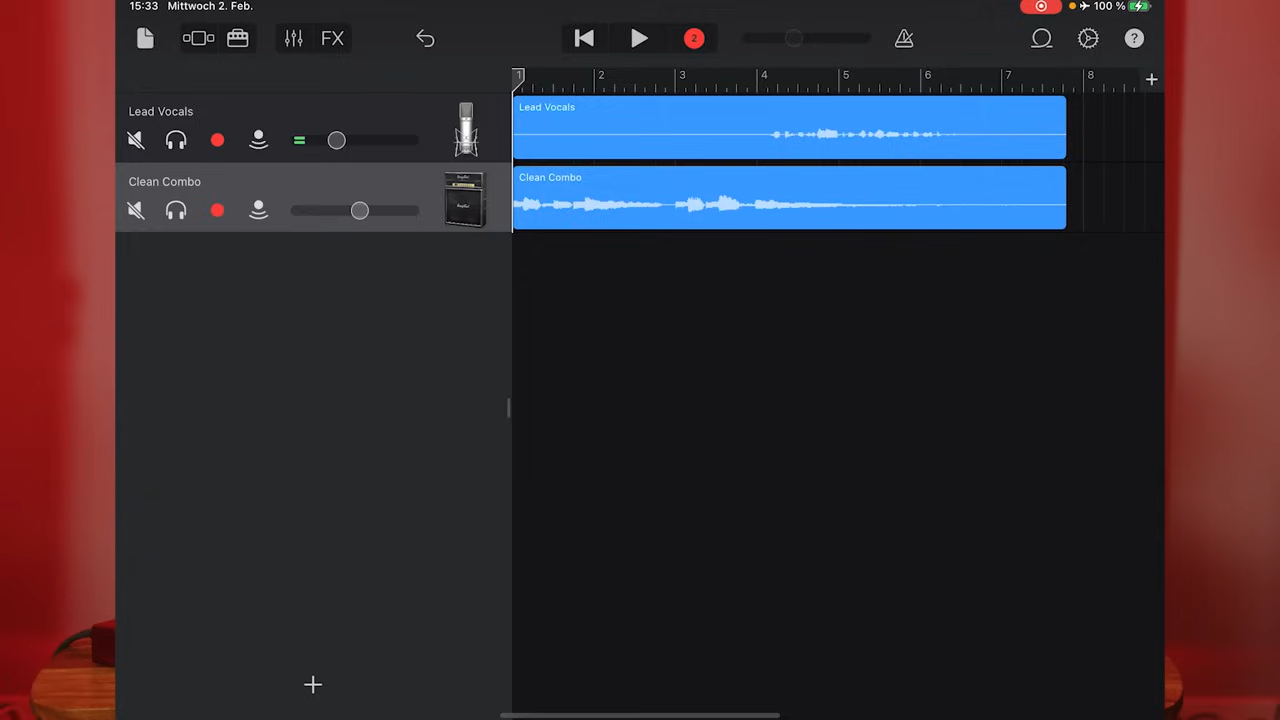 15:33 Mittwoch 2. Feb.
100 %
FX
2
?
1 2 3 4 5 6 7 8
Lead Vocals
Lead Vocals
Clean Combo
Clean Combo